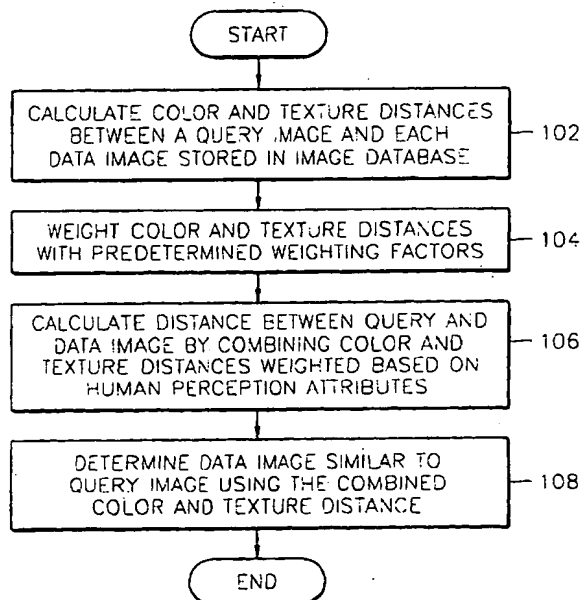 START
CALCULATE COLOR AND TEXTURE DISTANCES
BETWEEN A QUERY IMAGE AND EACH
DATA IMAGE STORED IN IMAGE DATABASE
102
WEIGHT COLOR AND TEXTURE DISTANCES
WITH PREDETERMINED WEIGHTING FACTORS
104
CALCULATE DISTANCE BETWEEN QUERY AND
DATA IMAGE BY COMBINING COLOR AND
TEXTURE DISTANCES WEIGHTED BASED ON
HUMAN PERCEPTION ATTRIBUTES
106
DETERMINE DATA IMAGE SIMILAR TO
QUERY IMAGE USING THE COMBINED
COLOR AND TEXTURE DISTANCE
108
END